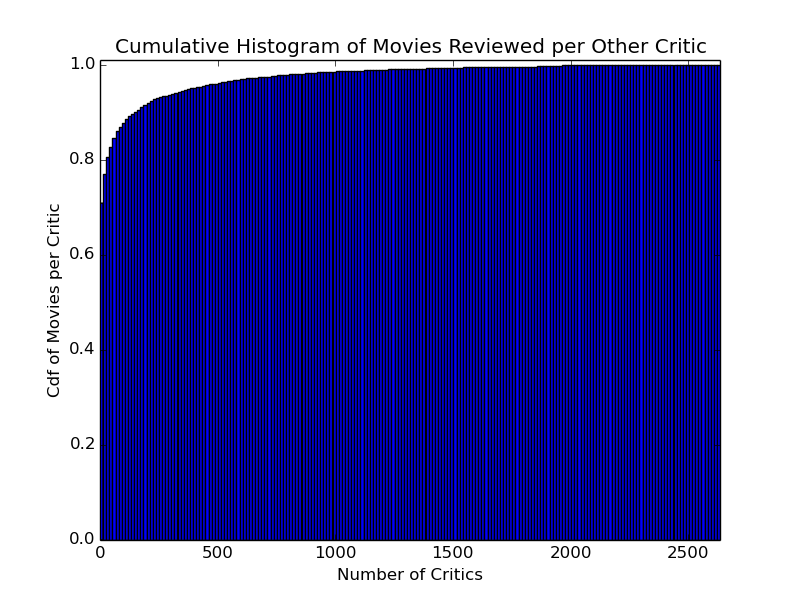 Cumulative Histogram of Movies Reviewed per Other Critic
1.0
0.8
0.6
0.4
0.2
0.0
Cdf of Movies per Critic
0 500 1000 1500 2000 2500
Number of Critics